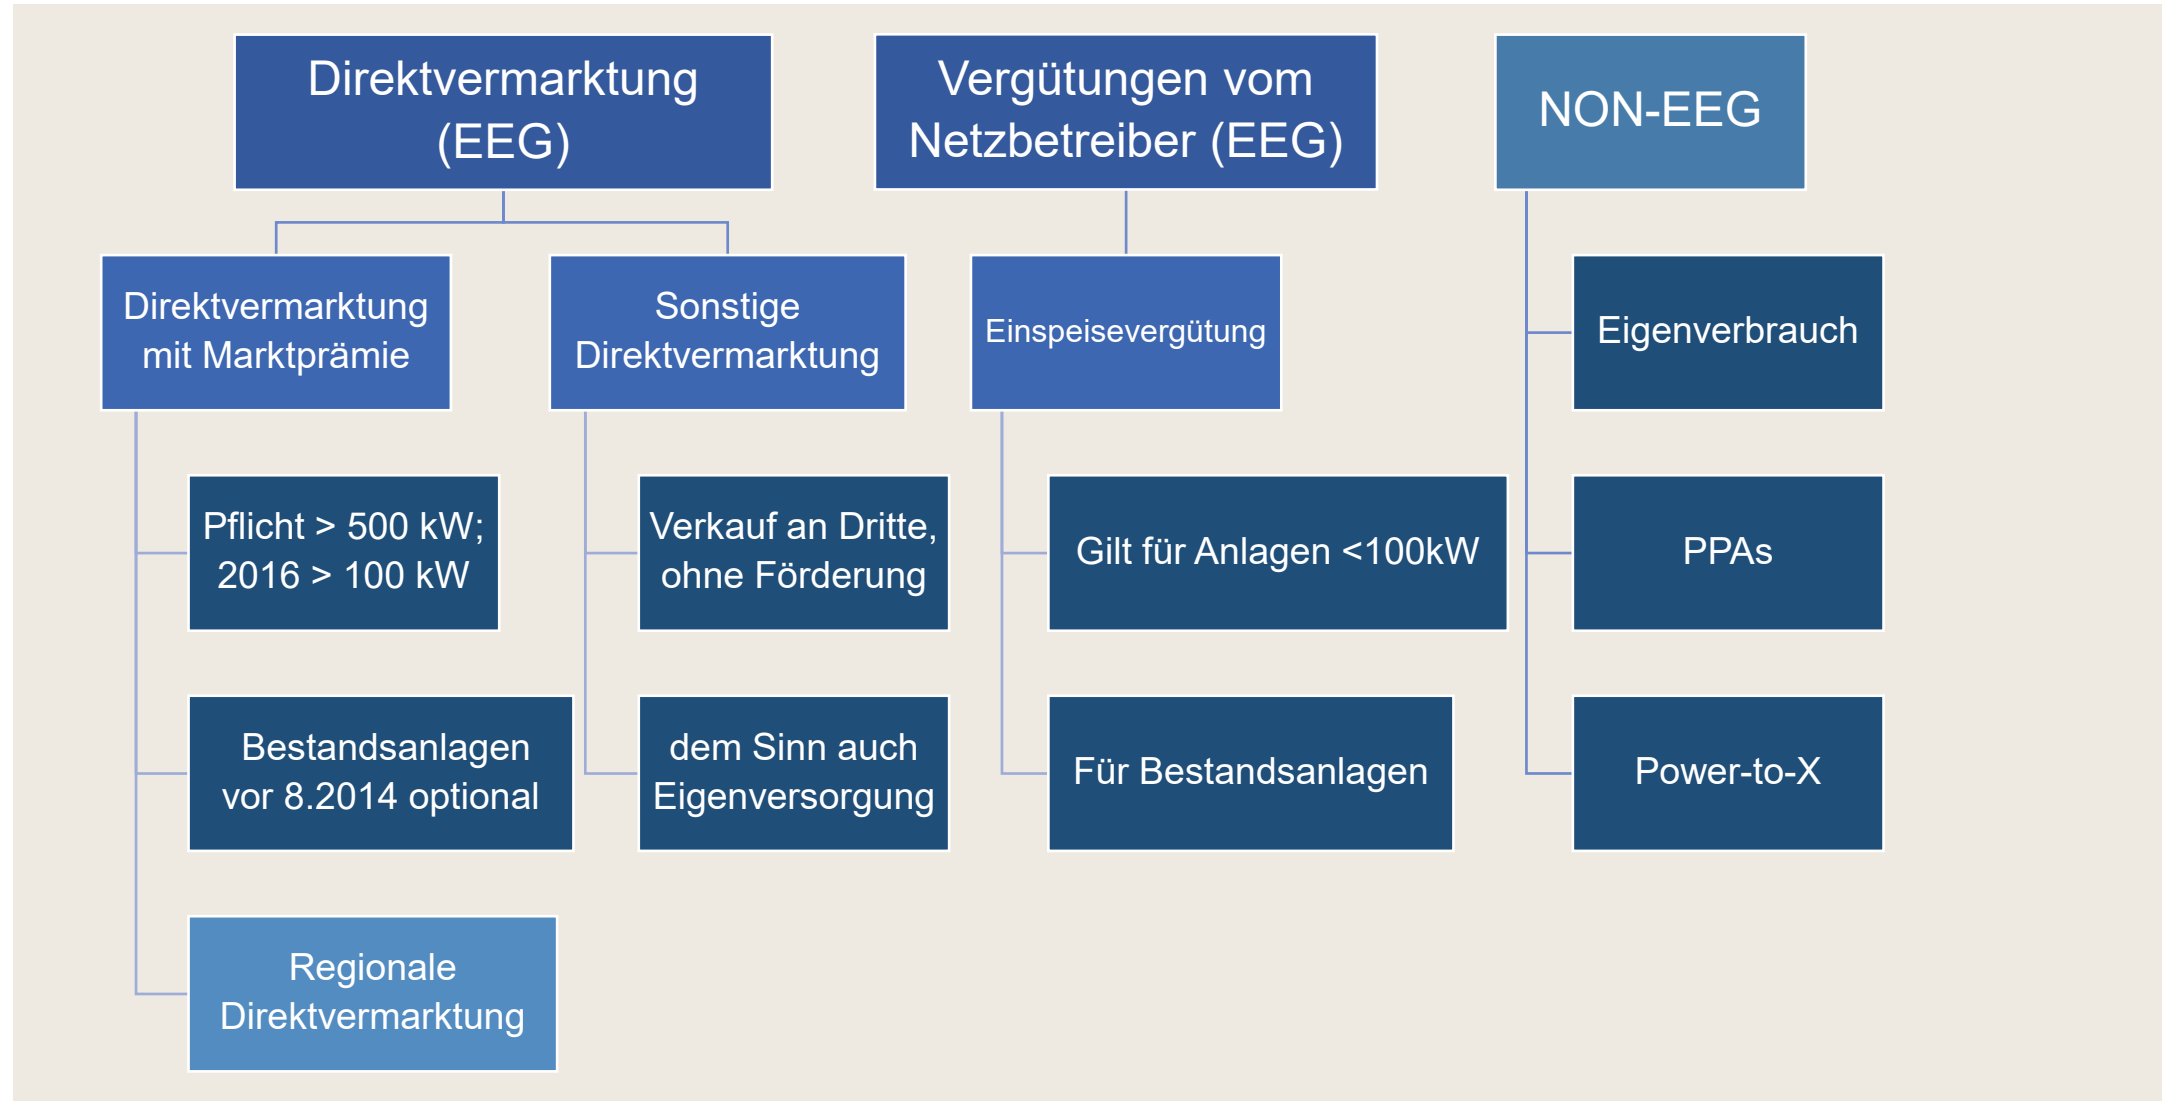 Direktvermarktung
(EEG)
Vergütungen vom
Netzbetreiber (EEG)
NON-EEG
Direktvermarktung
mit Marktprämie
Sonstige
Direktvermarktung
Einspeisevergütung
Eigenverbrauch
Pflicht > 500 kW;
2016 > 100 kW
Verkauf an Dritte,
ohne Förderung
Gilt für Anlagen <100kW
PPAs
Bestandsanlagen
vor 8.2014 optional
dem Sinn auch
Eigenversorgung
Für Bestandsanlagen
Power-to-X
Regionale
Direktvermarktung